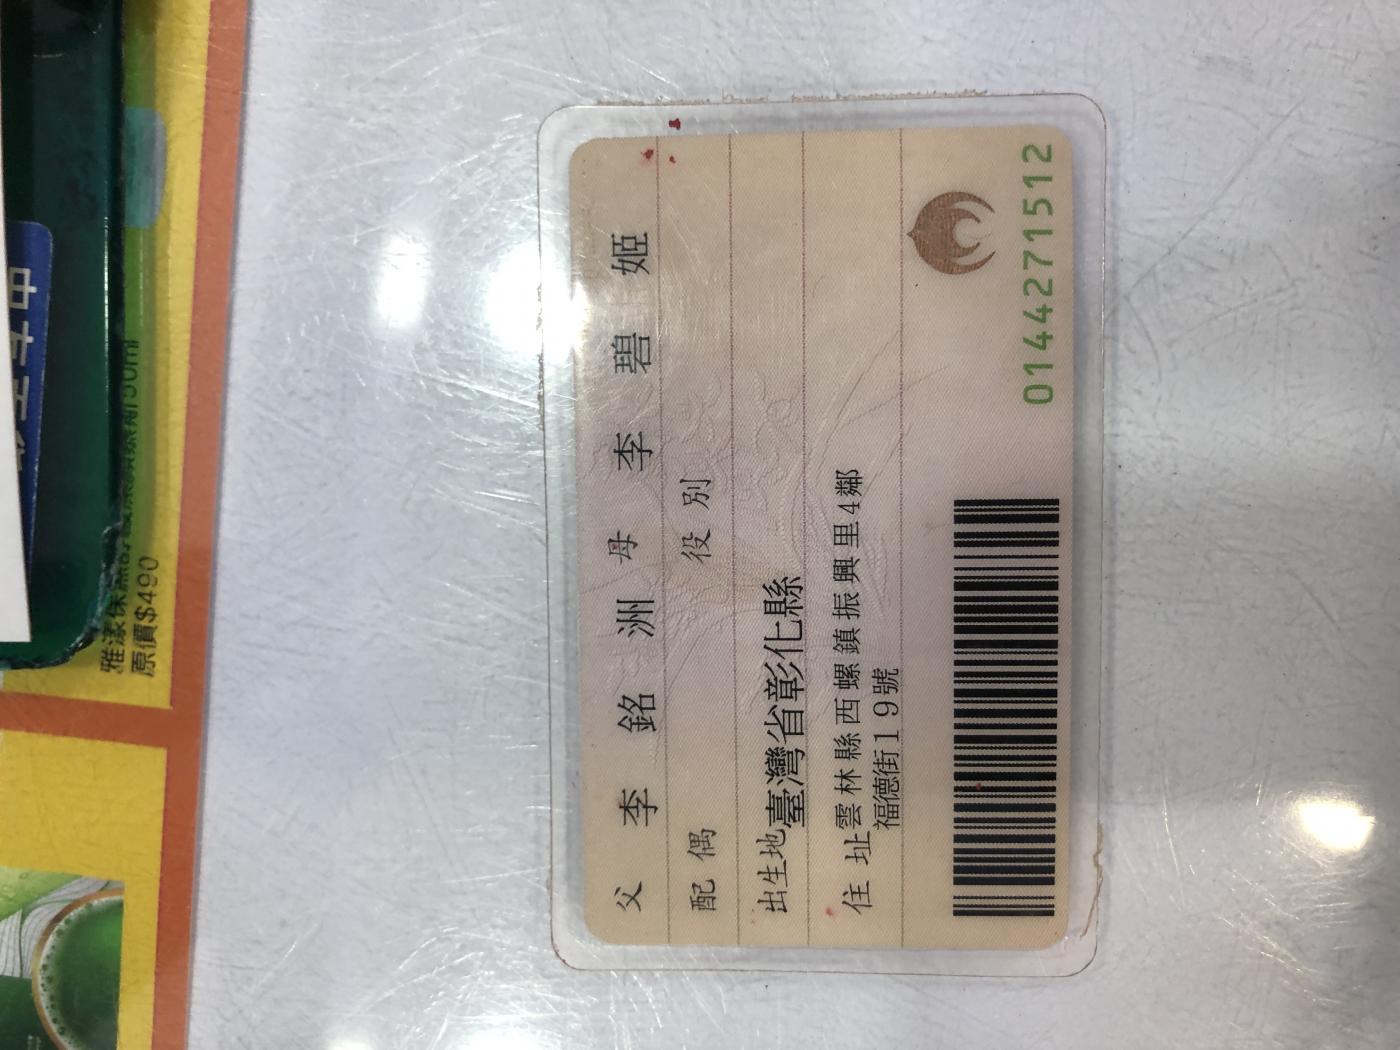 父 李 銘 洲 母 李 碧 姬
配 偶 役 別
出生地 臺灣省彰化縣
住 址 雲林縣西螺鎮振興里4鄰
福德街19號
0144271512
原價$490